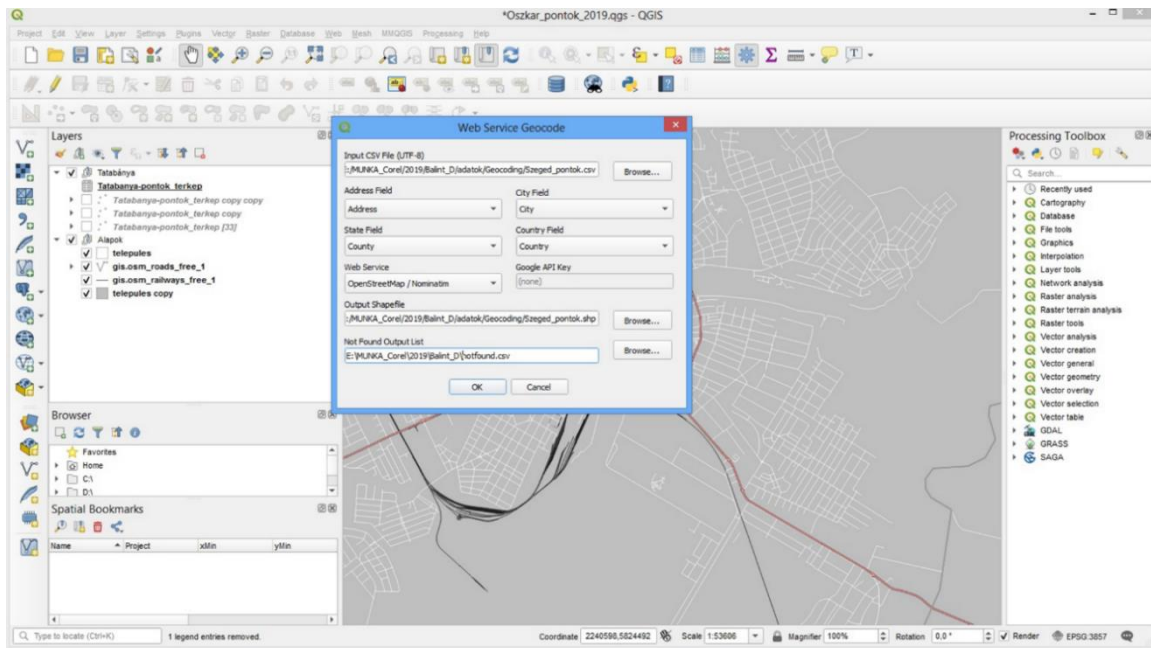 *Oszkar_pontok_2019.qgs - QGIS
Project Edit View Layer Settings Plugins Vector Raster Database Web Mesh MMQGIS Processing Help
Layers
Tatabánya
Tatabanya-pontok_terkep
Tatabanya-pontok_terkep copy copy
Tatabanya-pontok_terkep copy
Tatabanya-pontok_terkep [33]
Alapok
telepules
gis.osm_roads_free_1
gis.osm_railways_free_1
telepules copy
Browser
Favorites
Home
C:\
D:\
Spatial Bookmarks
Name Project xMin yMin
Web Service Geocode
Input CSV File (UTF-8)
:/MUNKA_Corel/2019/Balint_D/adatok/Geocoding/Szeged_pontok.csv Browse...
Address Field City Field
Address City
State Field Country Field
County Country
Web Service Google API Key
OpenStreetMap / Nominatim (none)
Output Shapefile
:/MUNKA_Corel/2019/Balint_D/adatok/Geocoding/Szeged_pontok.shp Browse...
Not Found Output List
E:\MUNKA_Corel\2019\Balint_D\notfound.csv Browse...
OK Cancel
Processing Toolbox
Search...
Recently used
Cartography
Database
File tools
Graphics
Interpolation
Layer tools
Network analysis
Raster analysis
Raster terrain analysis
Raster tools
Vector analysis
Vector creation
Vector general
Vector geometry
Vector overlay
Vector selection
Vector table
GDAL
GRASS
SAGA
Type to locate (Ctrl+K) 1 legend entries removed. Coordinate 2240598,5824492 Scale 1:53606 Magnifier 100% Rotation 0,0 ° Render EPSG:3857